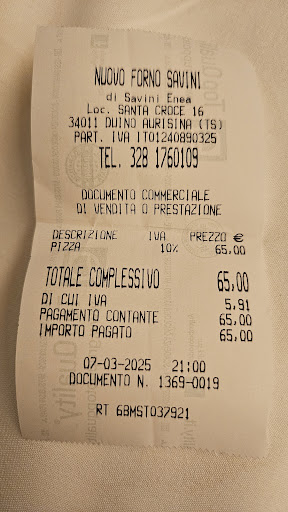 NUOVO FORNO SAVINI
di Savini Enea
Loc. SANTA CROCE 16
34011 DUINO AURISINA (TS)
PART. IVA IT01240890325
TEL. 328 1760109
DOCUMENTO COMMERCIALE
DI VENDITA O PRESTAZIONE
DESCRIZIONE IVA PREZZO €
PIZZA 10% 65,00
TOTALE COMPLESSIVO 65,00
DI CUI IVA 5,91
PAGAMENTO CONTANTE 65,00
IMPORTO PAGATO 65,00
07-03-2025 21:00
DOCUMENTO N. 1369-0019
RT 6BMST037921
Quality